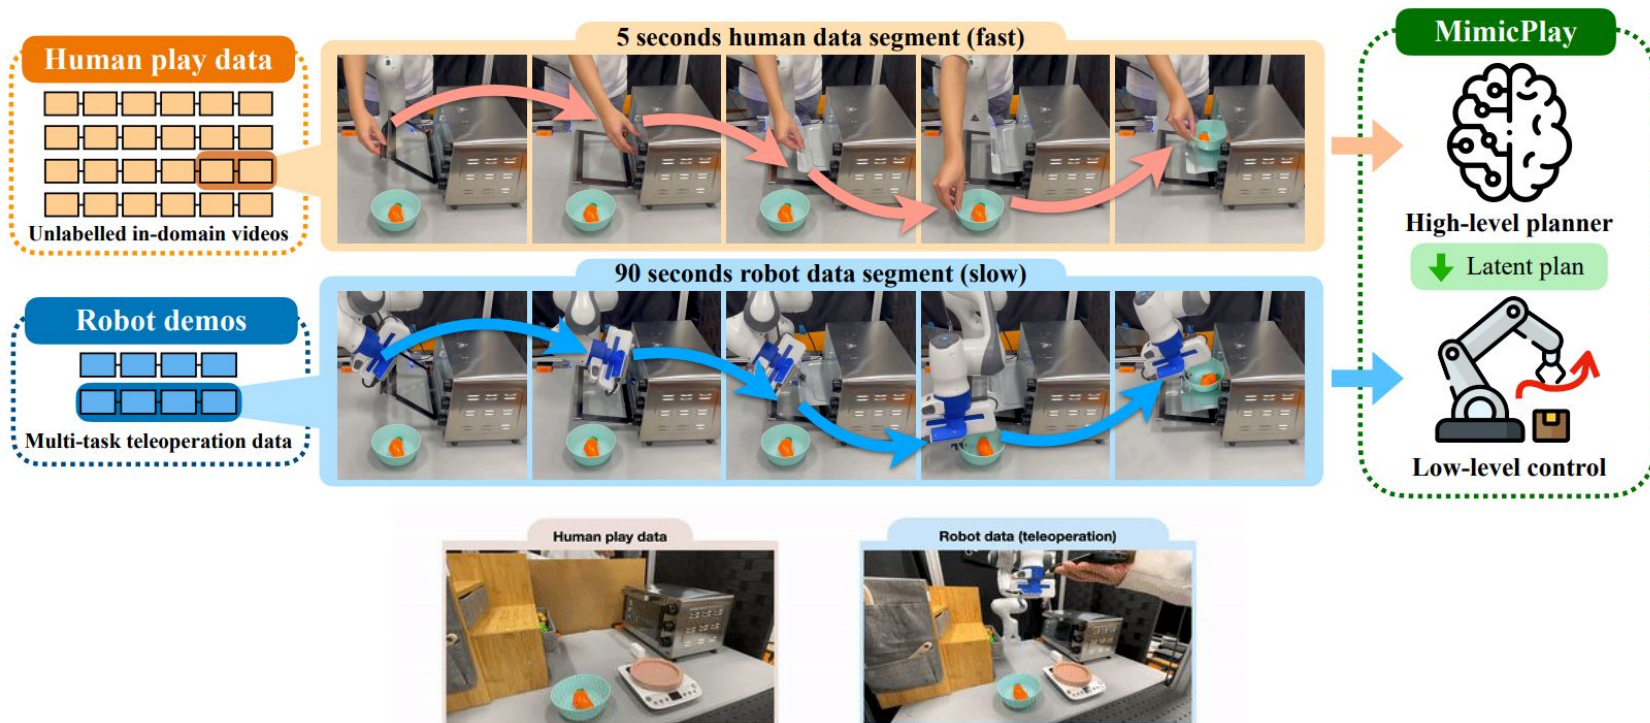 Human play data
Unlabelled in-domain videos
5 seconds human data segment (fast)
MimicPlay
High-level planner
Latent plan
Low-level control
Robot demos
Multi-task teleoperation data
90 seconds robot data segment (slow)
Human play data
Robot data (teleoperation)